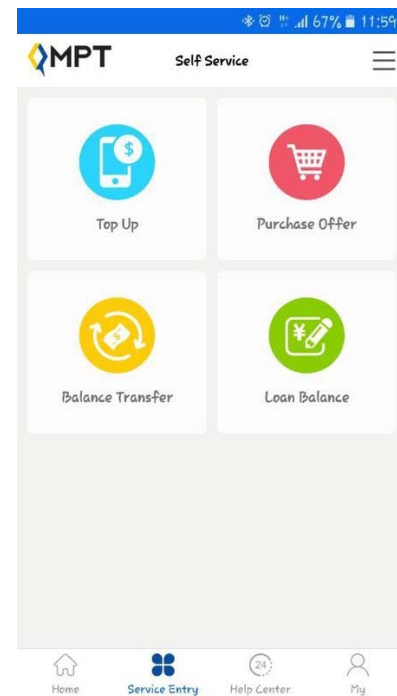 67% 11:59
MPT Self Service
$
Top Up
Purchase Offer
$
¥
Balance Transfer
Loan Balance
24
Home Service Entry Help Center My